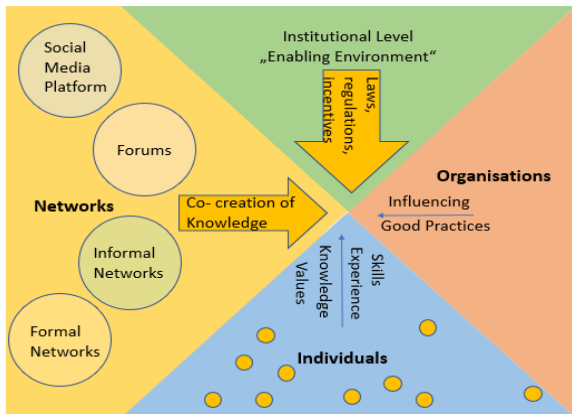 Institutional Level
„Enabling Environment“
Laws,
regulations,
incentives
Social
Media
Platform
Forums
Networks
Informal
Networks
Formal
Networks
Co- creation of
Knowledge
Organisations
Influencing
Good Practices
Skills
Experience
Knowledge
Values
Individuals